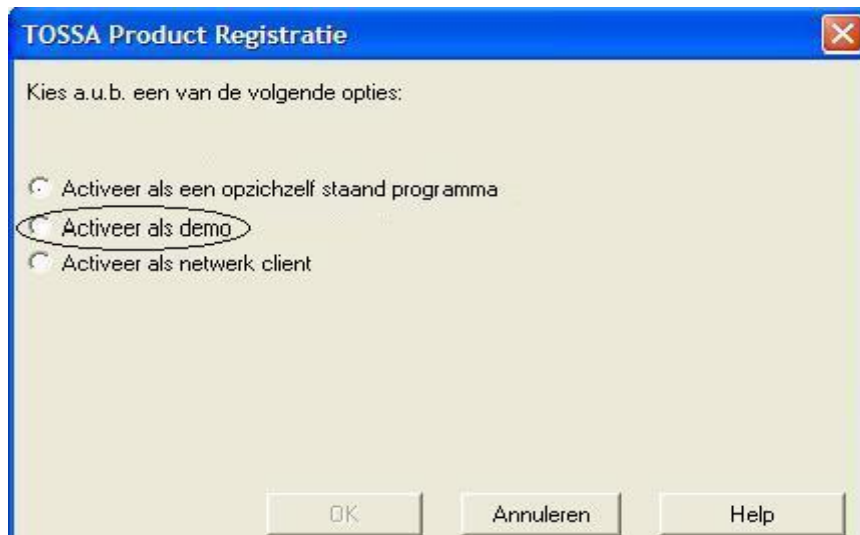 TOSSA Product Registratie
Kies a.u.b. een van de volgende opties:
Activeer als een opzichzelf staand programma
Activeer als demo
Activeer als netwerk client
OK Annuleren Help